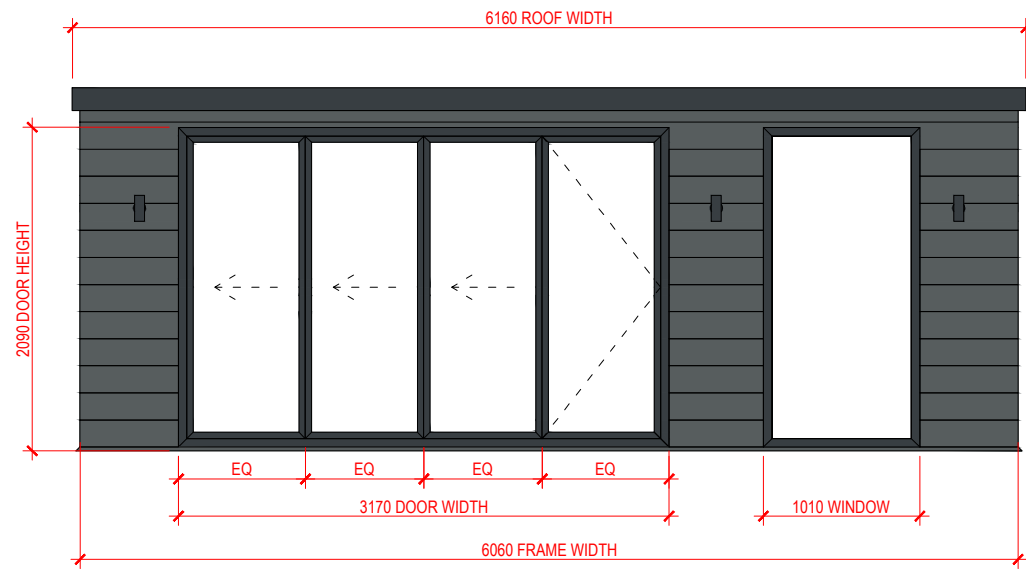 6160 ROOF WIDTH
2090 DOOR HEIGHT
EQ EQ EQ EQ
3170 DOOR WIDTH 1010 WINDOW
6060 FRAME WIDTH